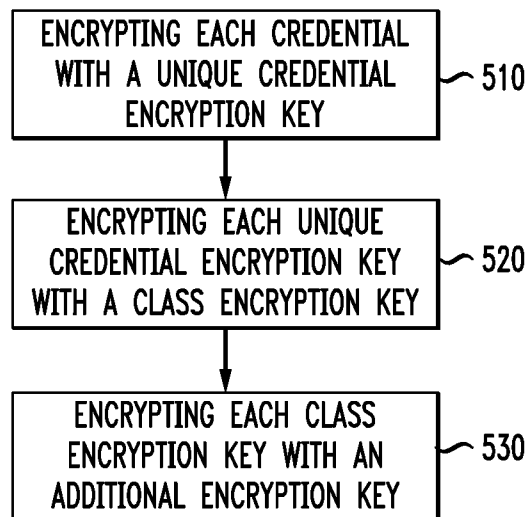 ENCRYPTING EACH CREDENTIAL
WITH A UNIQUE CREDENTIAL
ENCRYPTION KEY
510
ENCRYPTING EACH UNIQUE
CREDENTIAL ENCRYPTION KEY
WITH A CLASS ENCRYPTION KEY
520
ENCRYPTING EACH CLASS
ENCRYPTION KEY WITH AN
ADDITIONAL ENCRYPTION KEY
530